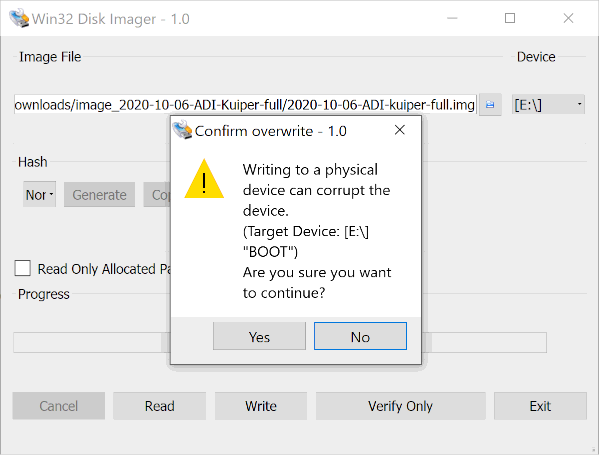 Win32 Disk Imager - 1.0
Image File
Device
ownloads/image_2020-10-06-ADI-Kuiper-full/2020-10-06-ADI-kuiper-full.img
[E:\]
Confirm overwrite - 1.0
Writing to a physical
device can corrupt the
device.
(Target Device: [E:\]
"BOOT")
Are you sure you want
to continue?
Yes
No
Hash
Generate
Read Only Allocated
Progress
Cancel
Read
Write
Verify Only
Exit